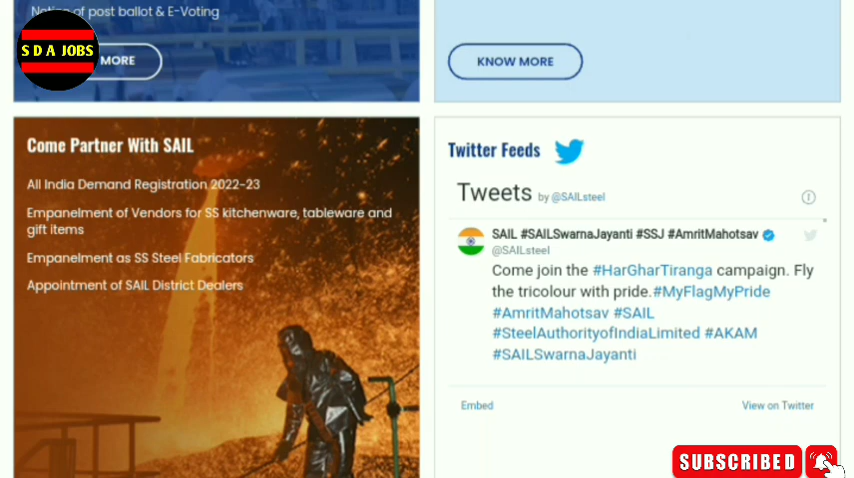 Notice of post ballot & E-Voting
S D A JOBS
MORE
KNOW MORE
Come Partner With SAIL
All India Demand Registration 2022-23
Empanelment of Vendors for SS kitchenware, tableware and
gift items
Empanelment as SS Steel Fabricators
Appointment of SAIL District Dealers
Twitter Feeds
Tweets by @SAILsteel
SAIL #SAILSwarnaJayanti #SSJ #AmritMahotsav
@SAILsteel
Come join the #HarGharTiranga campaign. Fly
the tricolour with pride.#MyFlagMyPride
#AmritMahotsav #SAIL
#SteelAuthorityofIndiaLimited #AKAM
#SAILSwarnaJayanti
Embed
View on Twitter
SUBSCRIBED